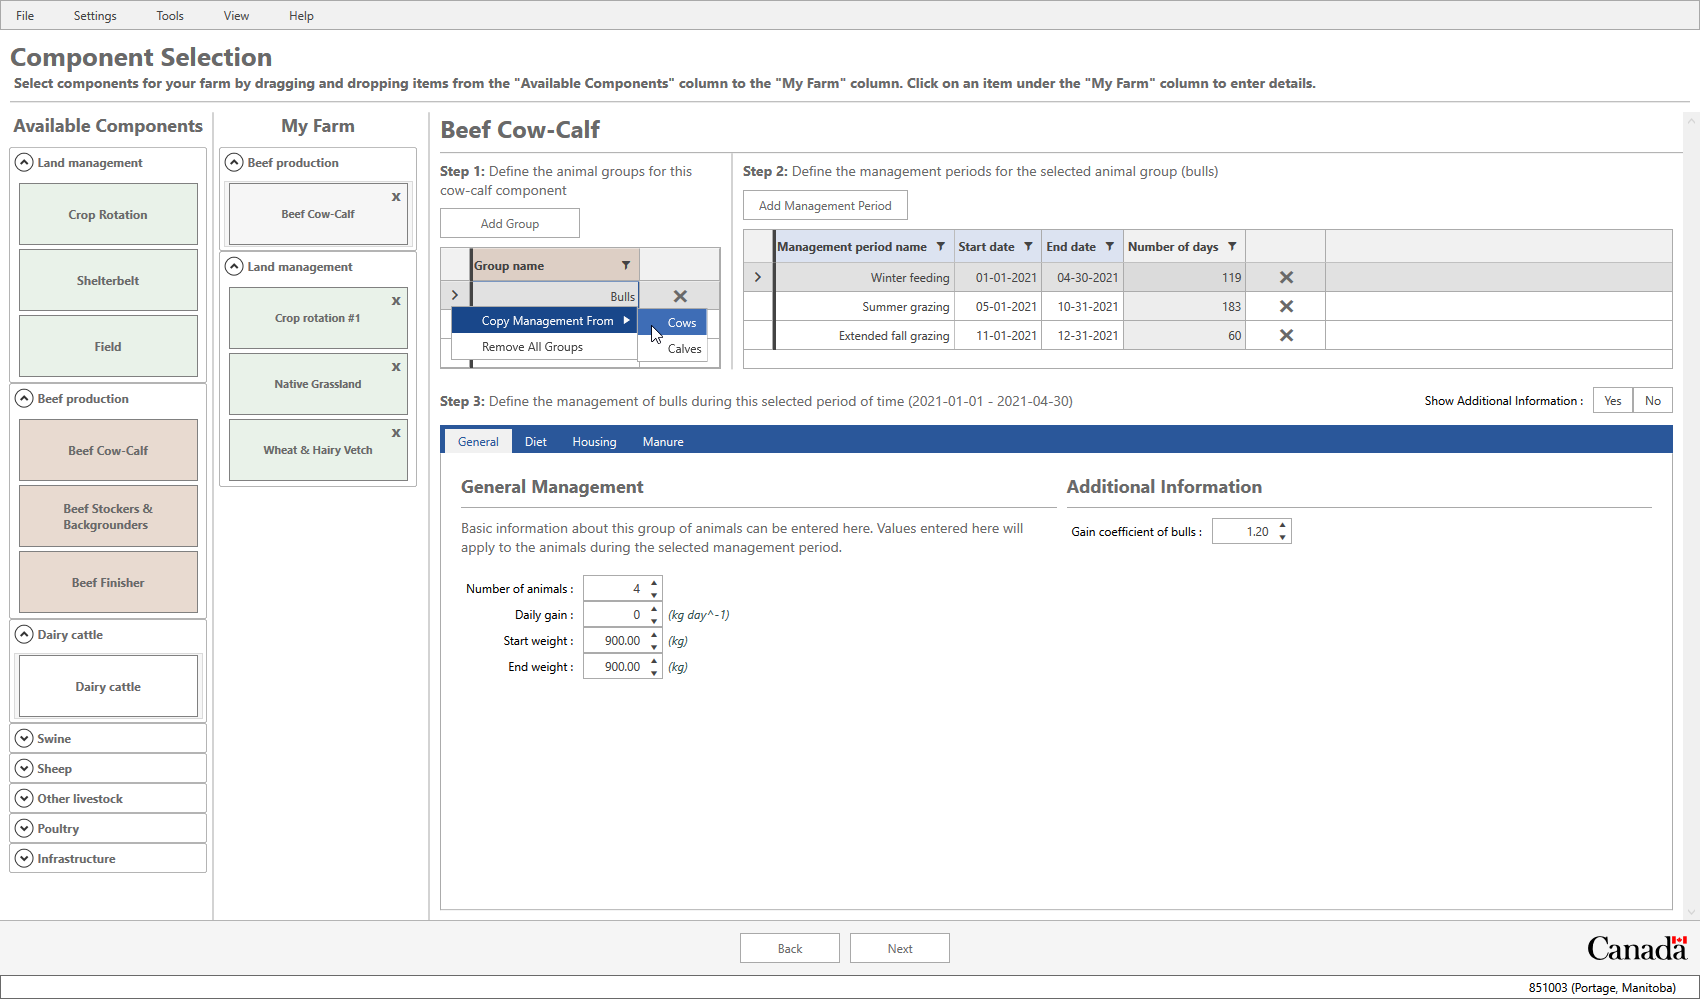 File Settings Tools View Help
Component Selection
Select components for your farm by dragging and dropping items from the "Available Components" column to the "My Farm" column. Click on an item under the "My Farm" column to enter details.
Available Components
Land management
Crop Rotation
Shelterbelt
Field
Beef production
Beef Cow-Calf
Beef Stockers &
Backgrounders
Beef Finisher
Dairy cattle
Dairy cattle
Swine
Sheep
Other livestock
Poultry
Infrastructure
My Farm
Beef production
x
Beef Cow-Calf
Land management
x
Crop rotation #1
x
Native Grassland
x
Wheat & Hairy Vetch
Beef Cow-Calf
Step 1: Define the animal groups for this
cow-calf component
Add Group
Group name
Bulls
Copy Management From
Remove All Groups
Cows
Calves
Step 2: Define the management periods for the selected animal group (bulls)
Add Management Period
Management period name Start date End date Number of days
Winter feeding 01-01-2021 04-30-2021 119
Summer grazing 05-01-2021 10-31-2021 183
Extended fall grazing 11-01-2021 12-31-2021 60
Step 3: Define the management of bulls during this selected period of time (2021-01-01 - 2021-04-30)
Show Additional Information : Yes No
General Diet Housing Manure
General Management
Basic information about this group of animals can be entered here. Values entered here will
apply to the animals during the selected management period.
Number of animals : 4
Daily gain : 0 (kg day^-1)
Start weight : 900.00 (kg)
End weight : 900.00 (kg)
Additional Information
Gain coefficient of bulls : 1.20
Back Next
Canada
851003 (Portage, Manitoba)